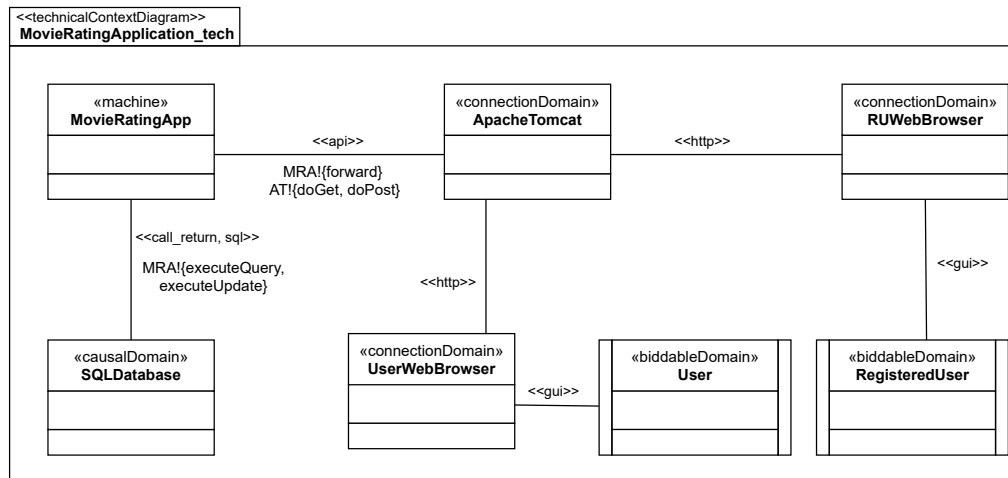 <<technicalContextDiagram>>
MovieRatingApplication_tech
«machine»
MovieRatingApp
<<api>>
MRA!{forward}
AT!{doGet, doPost}
«connectionDomain»
ApacheTomcat
<<http>>
«connectionDomain»
RUWebBrowser
<<call_return, sql>>
MRA!{executeQuery,
executeUpdate}
<<http>>
<<gui>>
«causalDomain»
SQLDatabase
«connectionDomain»
UserWebBrowser
<<gui>>
«biddableDomain»
User
«biddableDomain»
RegisteredUser